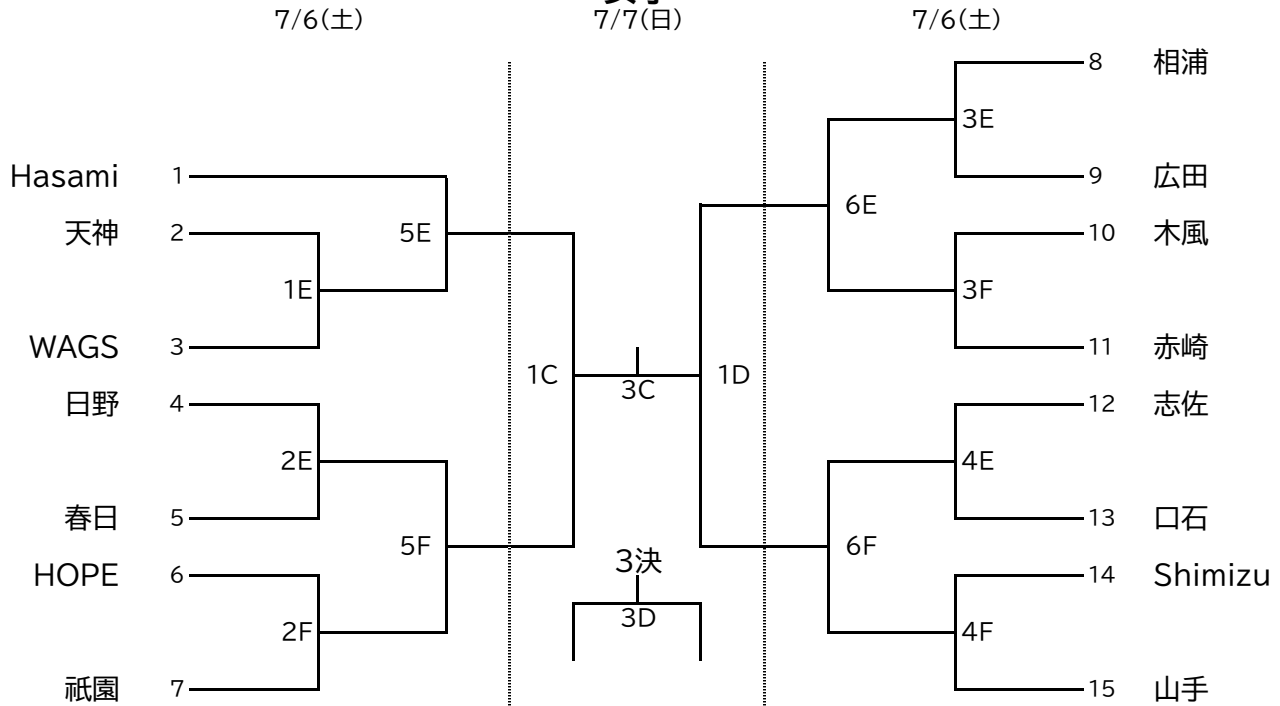 7/6(土)
7/7(日)
7/6(土)
8 相浦
3E
Hasami 1
9 広田
6E
天神 2
5E
10 木風
1E
3F
WAGS 3
11 赤崎
1C
3C
1D
日野 4
12 志佐
2E
4E
春日 5
13 口石
5F
6F
3決
HOPE 6
14 Shimizu
3D
2F
4F
祇園 7
15 山手